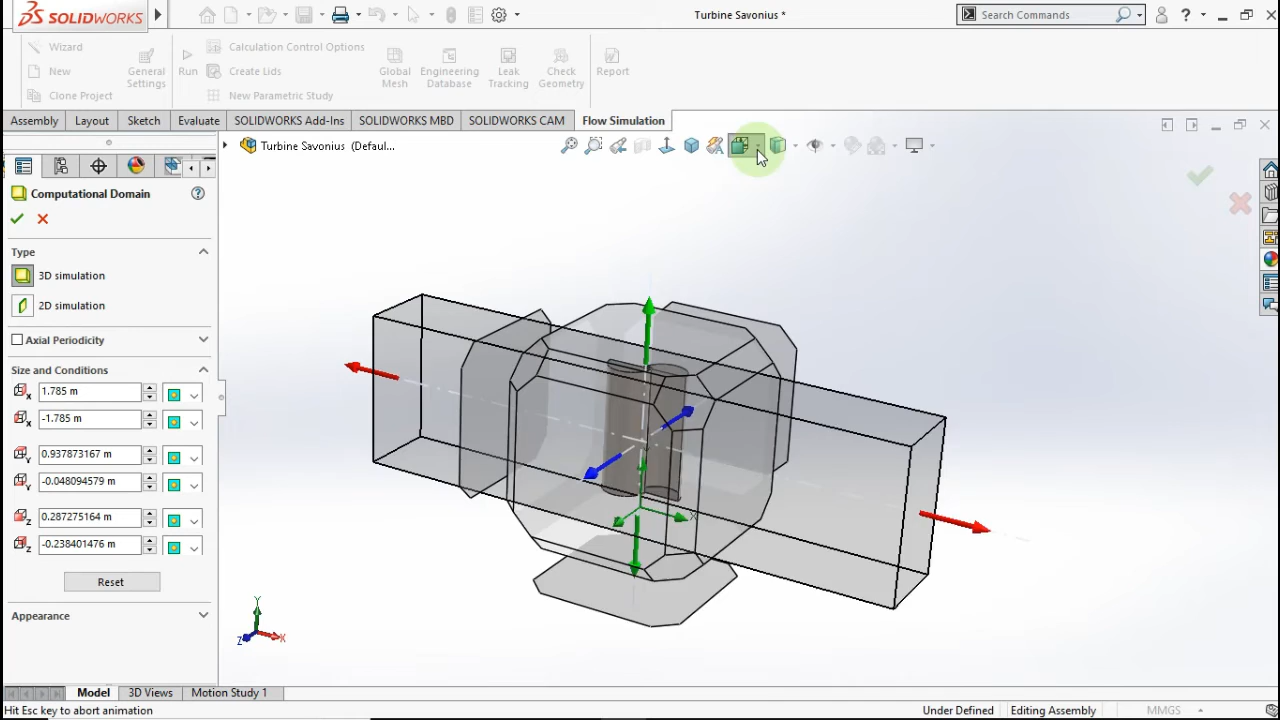 SOLIDWORKS
Turbine Savonius *
Search Commands
?
Wizard
New
Clone Project
General Settings
Run
Calculation Control Options
Create Lids
New Parametric Study
Global Mesh
Engineering Database
Leak Tracking
Check Geometry
Report
Assembly
Layout
Sketch
Evaluate
SOLIDWORKS Add-Ins
SOLIDWORKS MBD
SOLIDWORKS CAM
Flow Simulation
Turbine Savonius (Defaul...
Computational Domain
?
Type
3D simulation
2D simulation
Axial Periodicity
Size and Conditions
X 1.785 m
X -1.785 m
Y 0.937873167 m
Y -0.048094579 m
Z 0.287275164 m
Z -0.238401476 m
Reset
Appearance
X
Y
Z
X
Model
3D Views
Motion Study 1
Hit Esc key to abort animation
Under Defined
Editing Assembly
MMGS